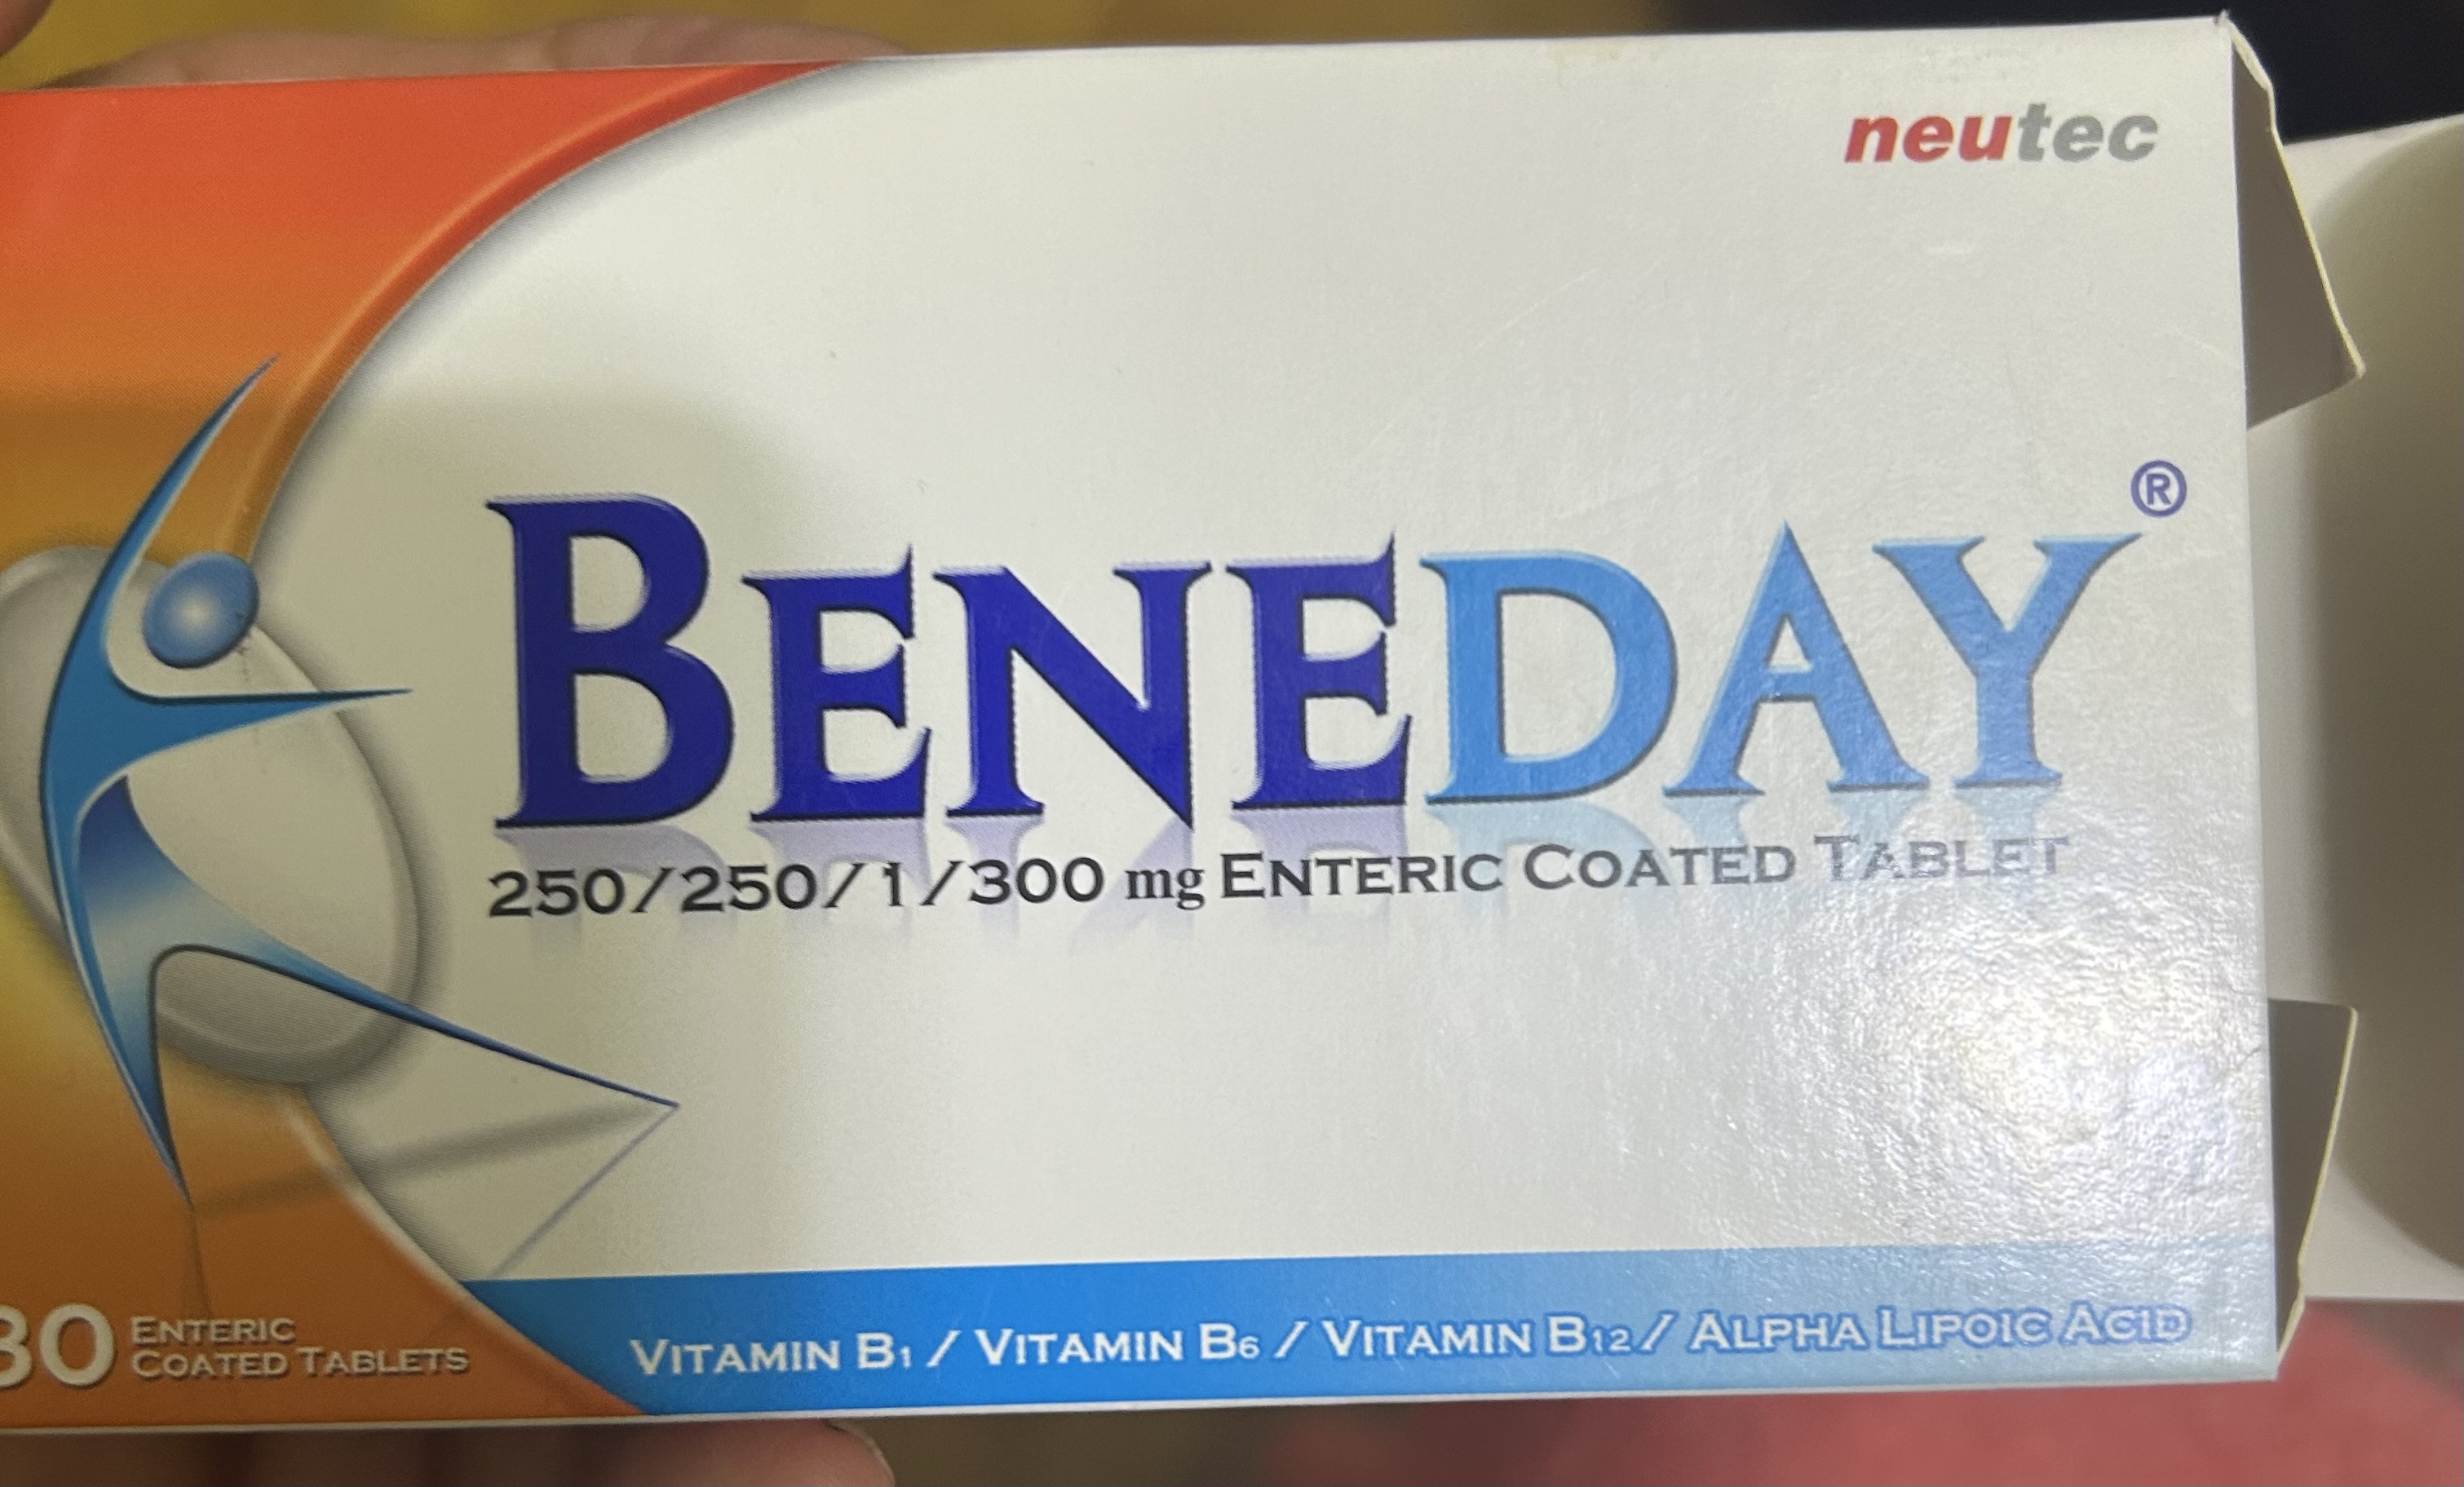 neutec
BENEDAY®
250/250/1/300 mg ENTERIC COATED TABLET
30 ENTERIC
COATED TABLETS
VITAMIN B1 / VITAMIN B6 / VITAMIN B12 / ALPHA LIPOIC ACID